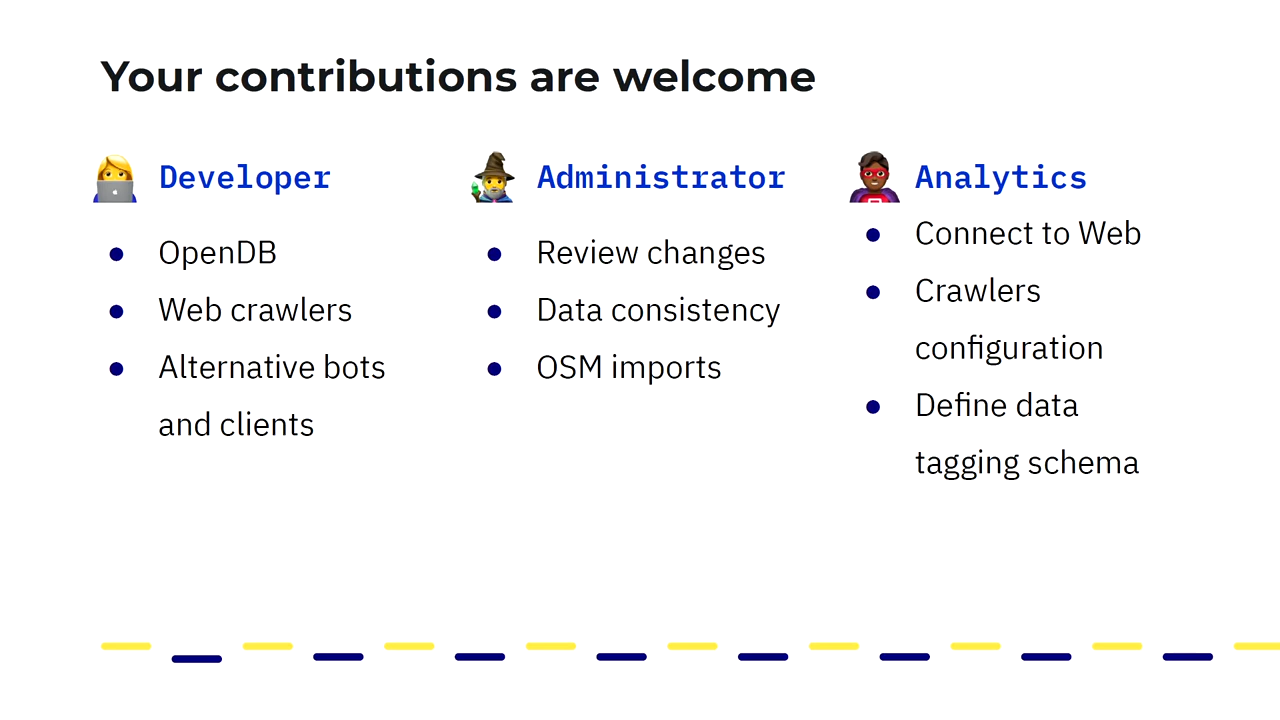 Your contributions are welcome
Developer
OpenDB
Web crawlers
Alternative bots
and clients
Administrator
Review changes
Data consistency
OSM imports
Analytics
Connect to Web
Crawlers
configuration
Define data
tagging schema